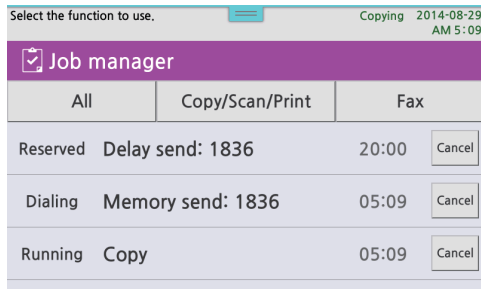 Select the function to use. Copying 2014-08-29
AM 5:09
Job manager
All Copy/Scan/Print Fax
Reserved Delay send: 1836 20:00 Cancel
Dialing Memory send: 1836 05:09 Cancel
Running Copy 05:09 Cancel